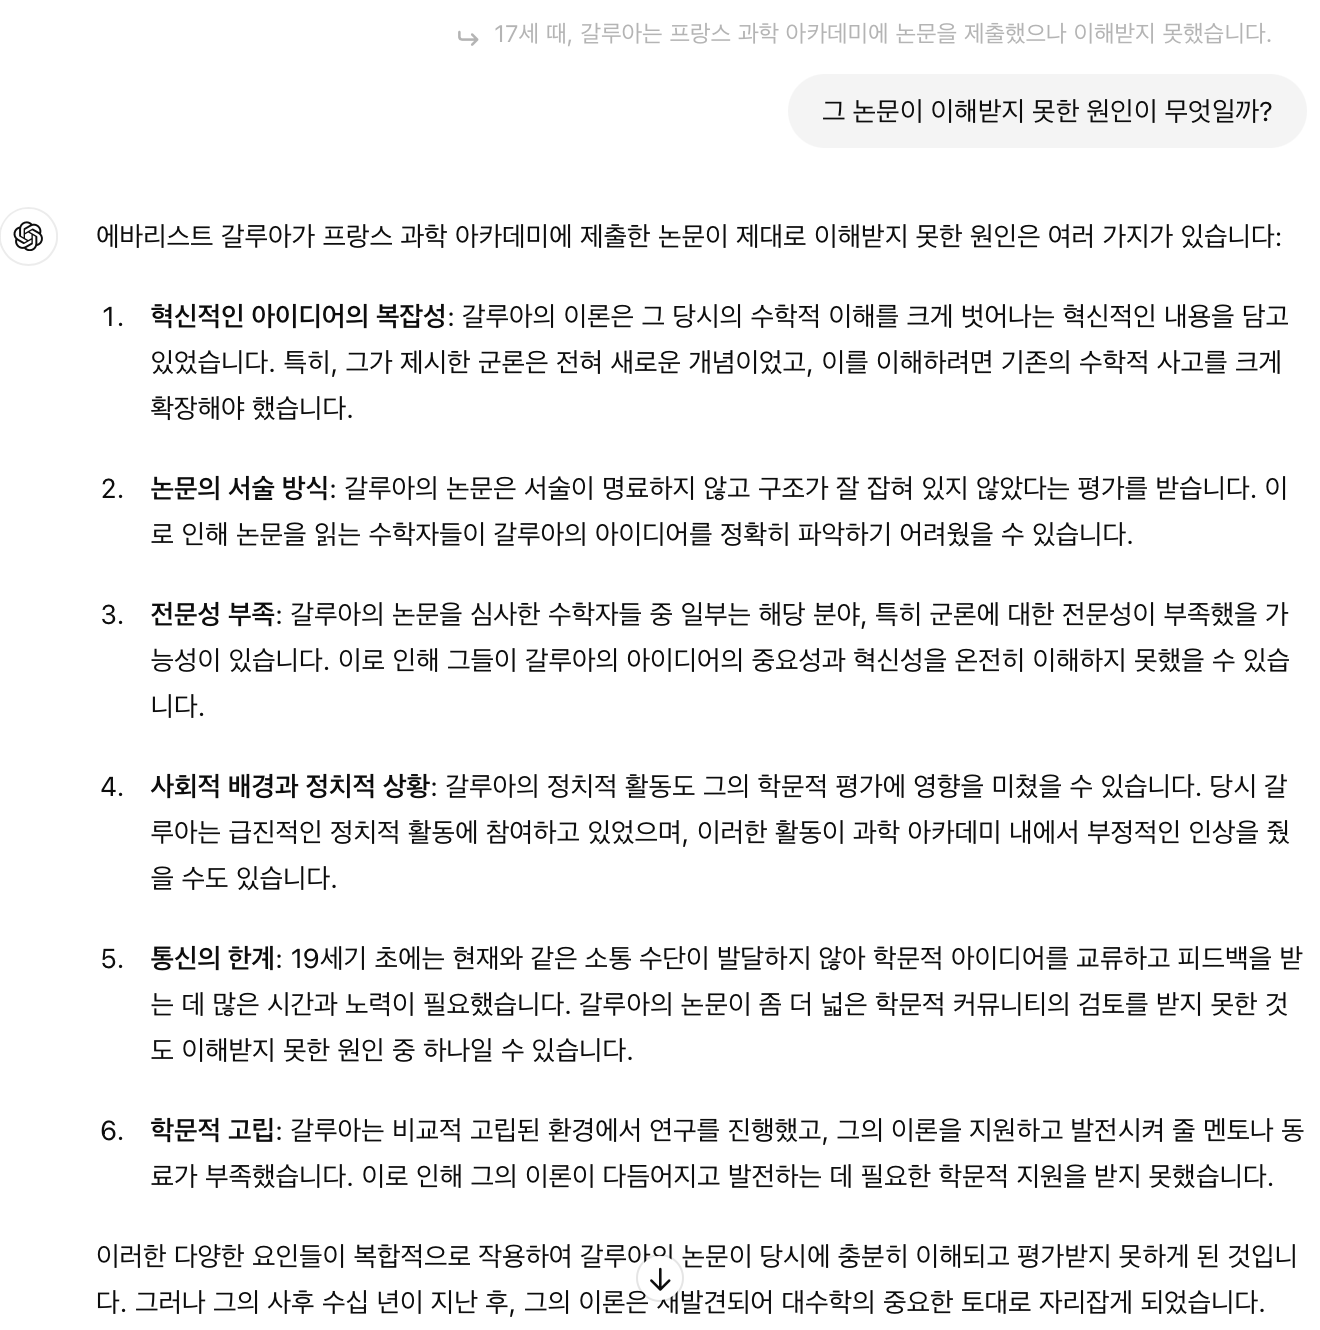 17세 때, 갈루아는 프랑스 과학 아카데미에 논문을 제출했으나 이해받지 못했습니다.
그 논문이 이해받지 못한 원인이 무엇일까?
에바리스트 갈루아가 프랑스 과학 아카데미에 제출한 논문이 제대로 이해받지 못한 원인은 여러 가지가 있습니다:
1. 혁신적인 아이디어의 복잡성: 갈루아의 이론은 그 당시의 수학적 이해를 크게 벗어나는 혁신적인 내용을 담고
있었습니다. 특히, 그가 제시한 군론은 전혀 새로운 개념이었고, 이를 이해하려면 기존의 수학적 사고를 크게
확장해야 했습니다.
2. 논문의 서술 방식: 갈루아의 논문은 서술이 명료하지 않고 구조가 잘 잡혀 있지 않았다는 평가를 받습니다. 이
로 인해 논문을 읽는 수학자들이 갈루아의 아이디어를 정확히 파악하기 어려웠을 수 있습니다.
3. 전문성 부족: 갈루아의 논문을 심사한 수학자들 중 일부는 해당 분야, 특히 군론에 대한 전문성이 부족했을 가
능성이 있습니다. 이로 인해 그들이 갈루아의 아이디어의 중요성과 혁신성을 온전히 이해하지 못했을 수 있습
니다.
4. 사회적 배경과 정치적 상황: 갈루아의 정치적 활동도 그의 학문적 평가에 영향을 미쳤을 수 있습니다. 당시 갈
루아는 급진적인 정치적 활동에 참여하고 있었으며, 이러한 활동이 과학 아카데미 내에서 부정적인 인상을 줬
을 수도 있습니다.
5. 통신의 한계: 19세기 초에는 현재와 같은 소통 수단이 발달하지 않아 학문적 아이디어를 교류하고 피드백을 받
는 데 많은 시간과 노력이 필요했습니다. 갈루아의 논문이 좀 더 넓은 학문적 커뮤니티의 검토를 받지 못한 것
도 이해받지 못한 원인 중 하나일 수 있습니다.
6. 학문적 고립: 갈루아는 비교적 고립된 환경에서 연구를 진행했고, 그의 이론을 지원하고 발전시켜 줄 멘토나 동
료가 부족했습니다. 이로 인해 그의 이론이 다듬어지고 발전하는 데 필요한 학문적 지원을 받지 못했습니다.
이러한 다양한 요인들이 복합적으로 작용하여 갈루아의 논문이 당시에 충분히 이해되고 평가받지 못하게 된 것입니
다. 그러나 그의 사후 수십 년이 지난 후, 그의 이론은 재발견되어 대수학의 중요한 토대로 자리잡게 되었습니다.